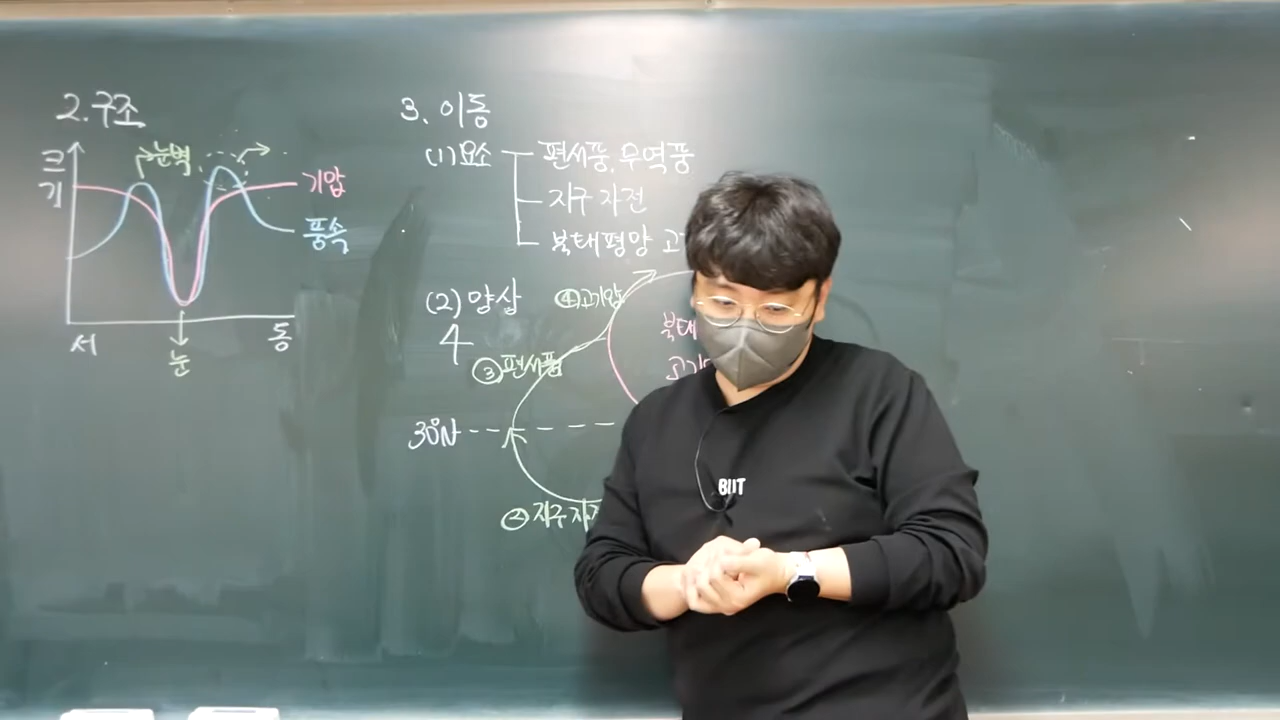 2. 구조
크기
눈벽
기압
풍속
서
동
눈
3. 이동
(1) 요소
편서풍, 무역풍
지구 자전
북태평양 고
(2) 양상
④고기압
북태
③편서풍
30°N
②지구 자
BIIT